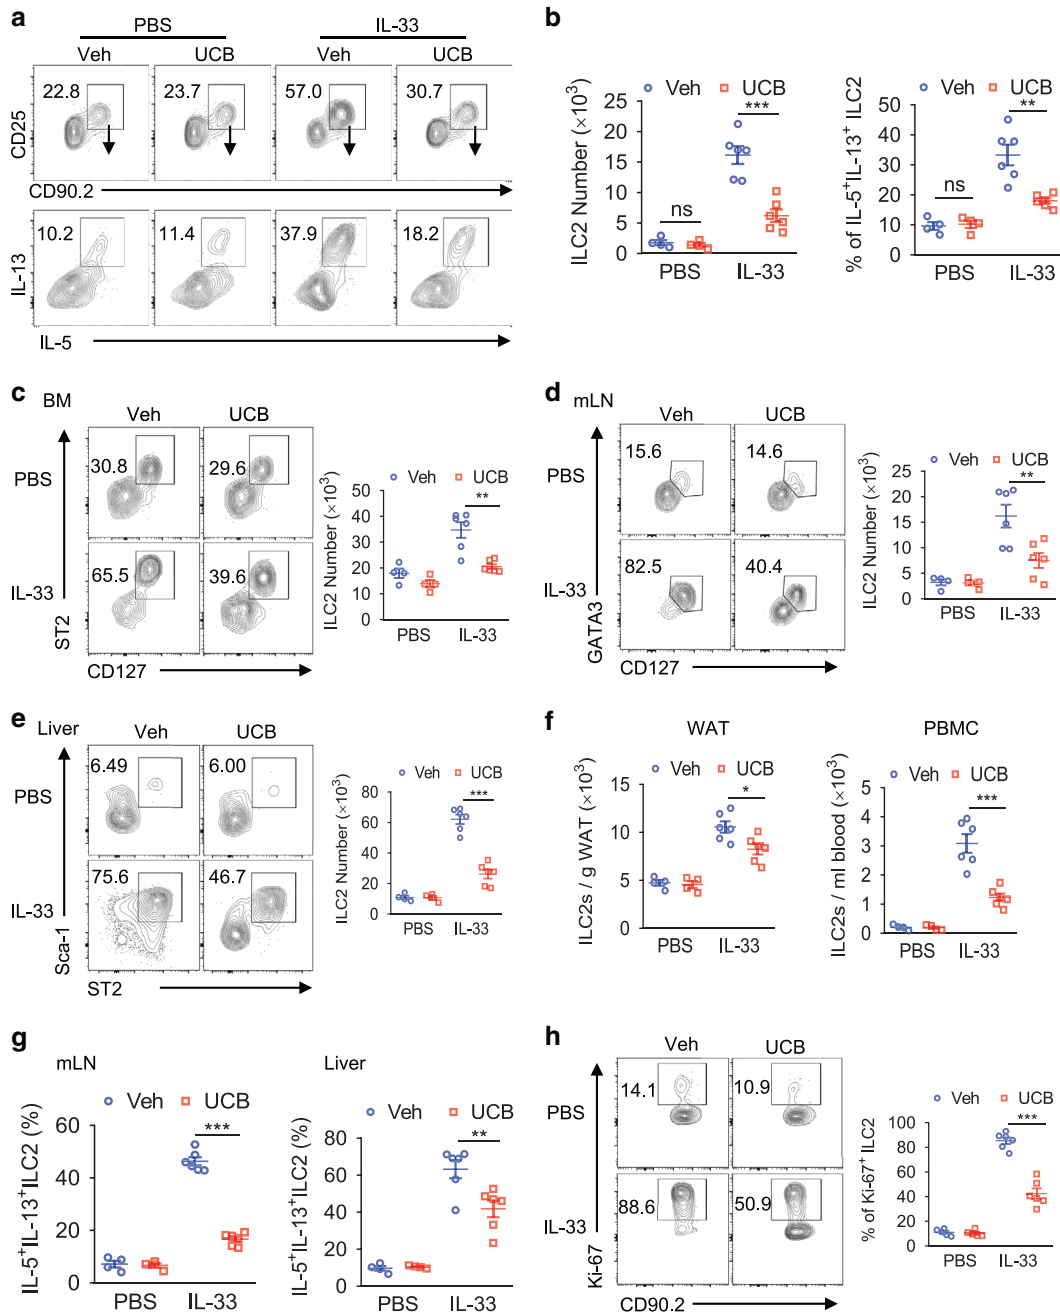 a
PBS IL-33
Veh UCB Veh UCB
22.8 23.7 57.0 30.7
CD25
CD90.2
10.2 11.4 37.9 18.2
IL-13
IL-5
b
Veh UCB
ILC2 Number (×10³)
25
20
15
10
5
0
ns
***
PBS IL-33
% of IL-5⁺IL-13⁺ ILC2
50
40
30
20
10
0
ns
**
PBS IL-33
c BM
Veh UCB
PBS
30.8 29.6
IL-33
65.5 39.6
ST2
CD127
Veh UCB
ILC2 Number (×10³)
50
40
30
20
10
0
**
PBS IL-33
d mLN
Veh UCB
PBS
15.6 14.6
IL-33
82.5 40.4
GATA3
CD127
Veh UCB
ILC2 Number (×10³)
25
20
15
10
5
0
**
PBS IL-33
e Liver
Veh UCB
PBS
6.49 6.00
IL-33
75.6 46.7
Sca-1
ST2
Veh UCB
ILC2 Number (×10³)
80
60
40
20
0
***
PBS IL-33
f
WAT
Veh UCB
ILC2s / g WAT (×10³)
15
10
5
0
*
PBS IL-33
PBMC
Veh UCB
ILC2s / ml blood (×10³)
5
4
3
2
1
0
***
PBS IL-33
g
mLN
Veh UCB
IL-5⁺IL-13⁺ILC2 (%)
60
40
20
0
***
PBS IL-33
Liver
Veh UCB
IL-5⁺IL-13⁺ILC2 (%)
80
60
40
20
0
**
PBS IL-33
h
Veh UCB
PBS
14.1 10.9
IL-33
88.6 50.9
Ki-67
CD90.2
Veh UCB
% of Ki-67⁺ ILC2
100
80
60
40
20
0
***
PBS IL-33